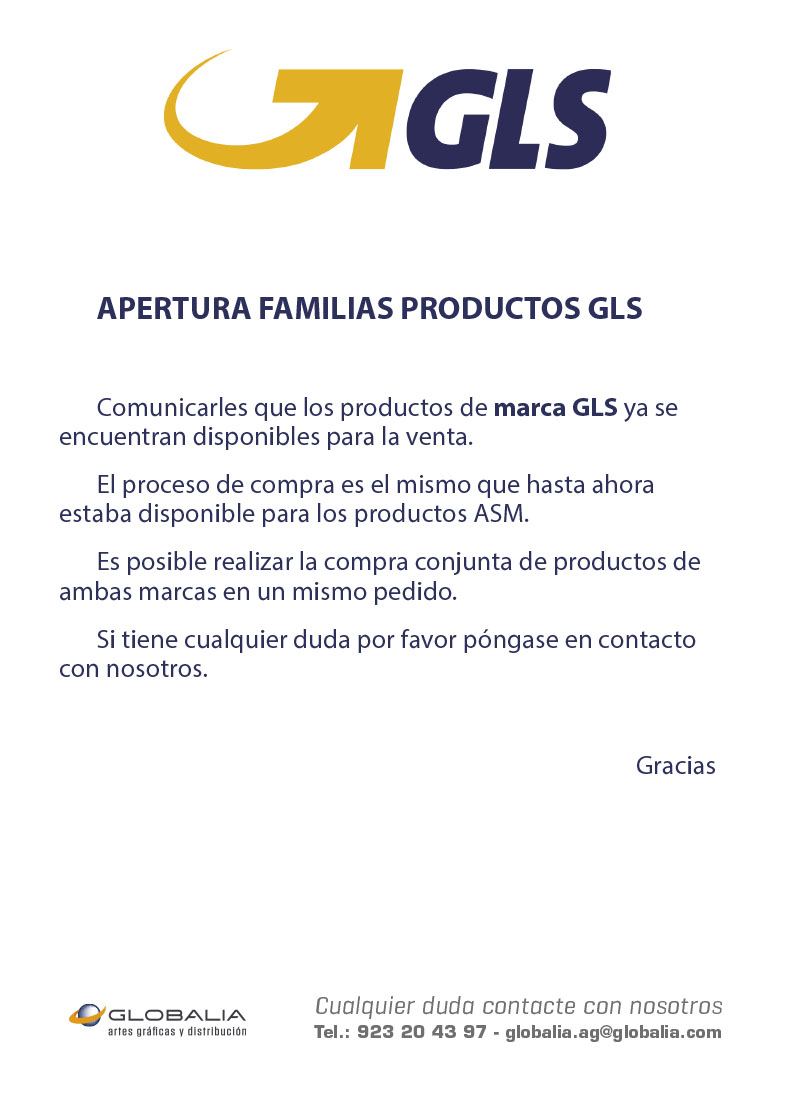 GLS
APERTURA FAMILIAS PRODUCTOS GLS
Comunicarles que los productos de marca GLS ya se
encuentran disponibles para la venta.
El proceso de compra es el mismo que hasta ahora
estaba disponible para los productos ASM.
Es posible realizar la compra conjunta de productos de
ambas marcas en un mismo pedido.
Si tiene cualquier duda por favor póngase en contacto
con nosotros.
Gracias
GLOBALIA
artes gráficas y distribución
Cualquier duda contacte con nosotros
Tel.: 923 20 43 97 - globalia.ag@globalia.com